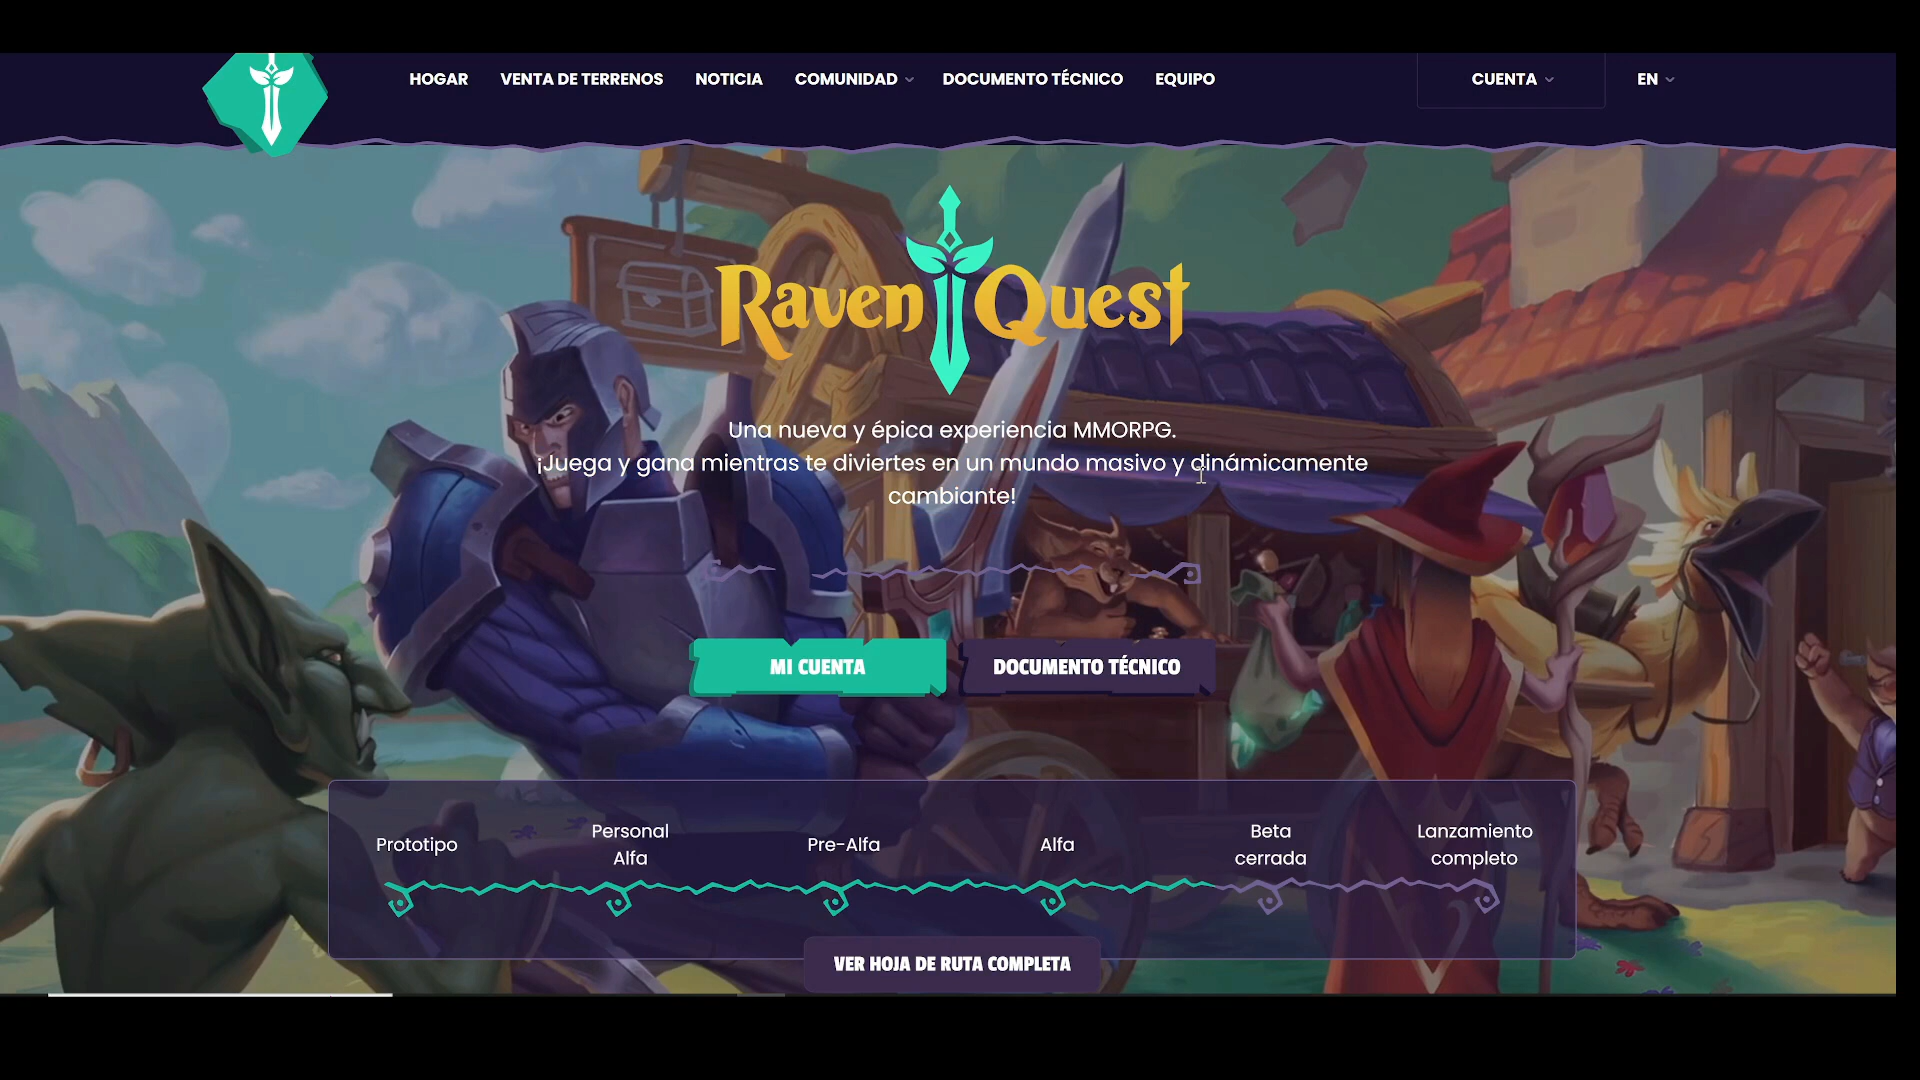 HOGAR VENTA DE TERRENOS NOTICIA COMUNIDAD DOCUMENTO TÉCNICO EQUIPO CUENTA EN
Raven Quest
Una nueva y épica experiencia MMORPG.
¡Juega y gana mientras te diviertes en un mundo masivo y dinámicamente
cambiante!
MI CUENTA DOCUMENTO TÉCNICO
Prototipo
Personal
Alfa
Pre-Alfa
Alfa
Beta
cerrada
Lanzamiento
completo
VER HOJA DE RUTA COMPLETA